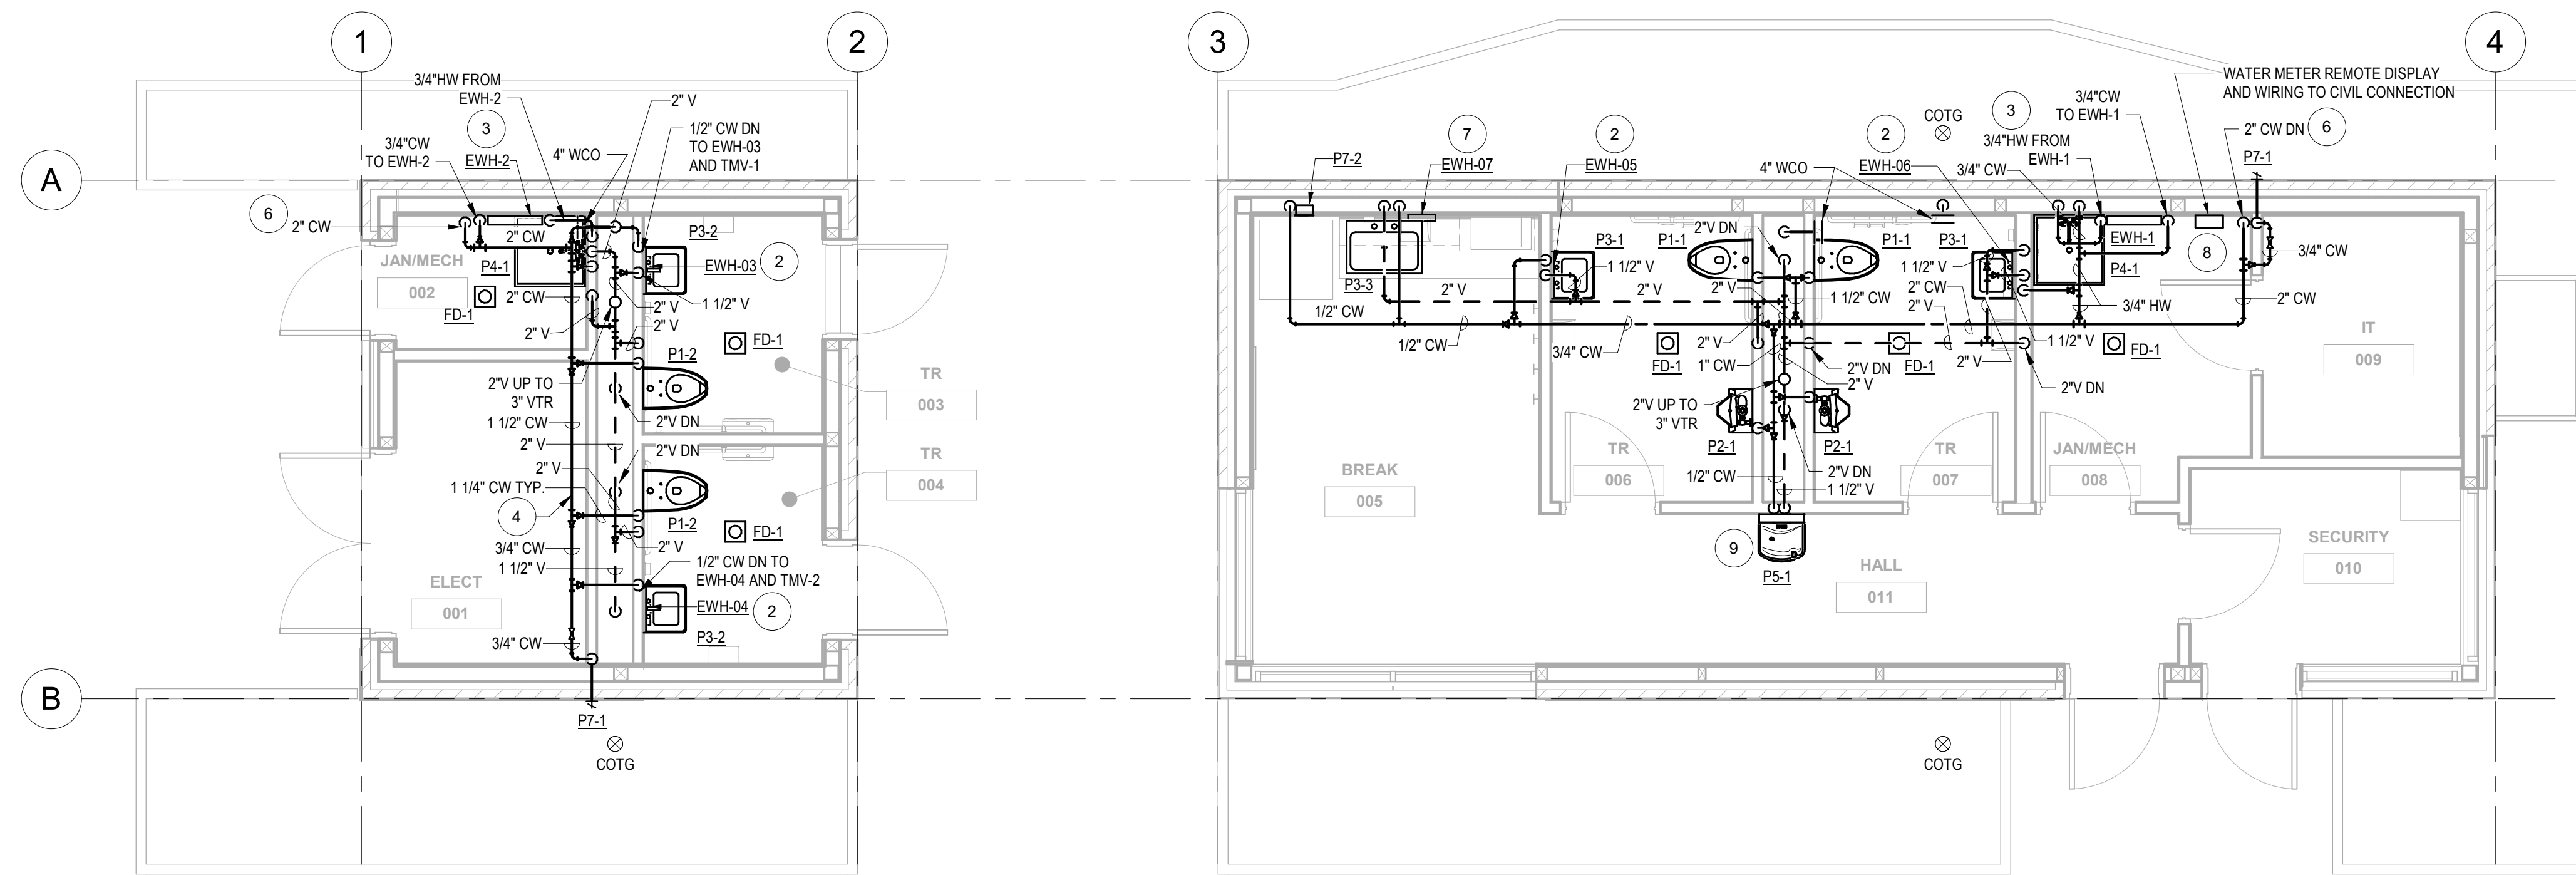 1
2
3
4
A
B
3/4"HW FROM
EWH-2
3
EWH-2
3/4"CW
TO EWH-2
4" WCO
2" V
1/2" CW DN
TO EWH-03
AND TMV-1
6
2" CW
2" CW
JAN/MECH
002
P4-1
2" CW
FD-1
2" V
P3-2
EWH-03
2
1 1/2" V
2" V
2" V
FD-1
P1-2
TR
003
2"V UP TO
3" VTR
1 1/2" CW
2" V
2"V DN
2"V DN
TR
004
2" V
1 1/4" CW TYP.
4
P1-2
FD-1
2" V
3/4" CW
1 1/2" V
1/2" CW DN TO
EWH-04 AND TMV-2
ELECT
001
EWH-04
2
P3-2
3/4" CW
P7-1
COTG
P7-2
7
EWH-07
2
EWH-05
4" WCO
2
EWH-06
COTG
3
3/4"HW FROM
EWH-1
3/4" CW
3/4"CW
TO EWH-1
WATER METER REMOTE DISPLAY
AND WIRING TO CIVIL CONNECTION
2" CW DN
6
P7-1
P3-3
P3-1
1 1/2" V
P1-1
2"V DN
P1-1
P3-1
1 1/2" V
2" CW
2" V
EWH-1
P4-1
8
3/4" CW
2" CW
3/4" HW
1/2" CW
2" V
2" V
2" V
1 1/2" CW
1/2" CW
3/4" CW
FD-1
2" V
1" CW
2"V DN
2" V
FD-1
2" V
1 1/2" V
2"V DN
FD-1
IT
009
2"V UP TO
3" VTR
P2-1
P2-1
BREAK
005
TR
006
1/2" CW
2"V DN
1 1/2" V
TR
007
JAN/MECH
008
9
P5-1
HALL
011
SECURITY
010
COTG